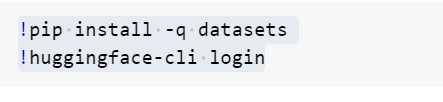 !pip install -q datasets
!huggingface-cli login